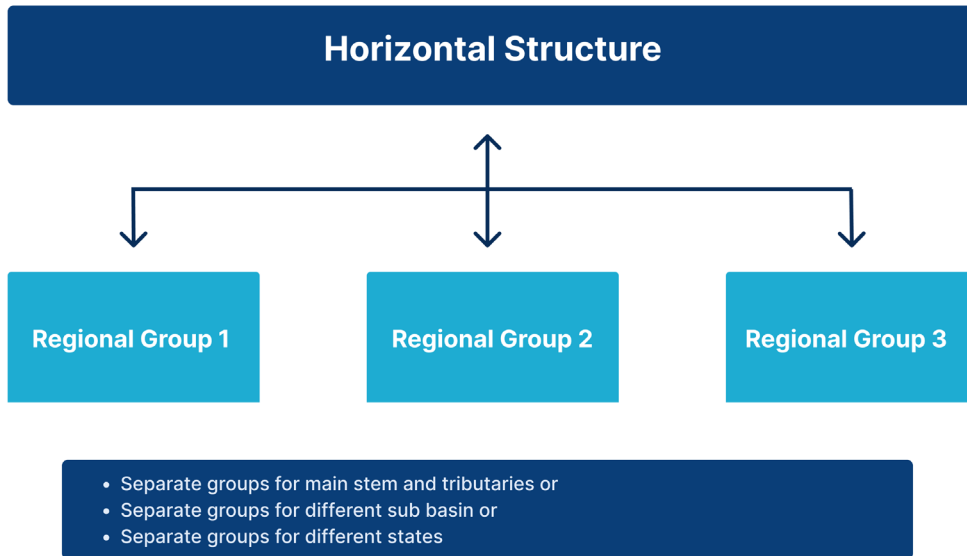 Horizontal Structure
Regional Group 1
Regional Group 2
Regional Group 3
• Separate groups for main stem and tributaries or
• Separate groups for different sub basin or
• Separate groups for different states